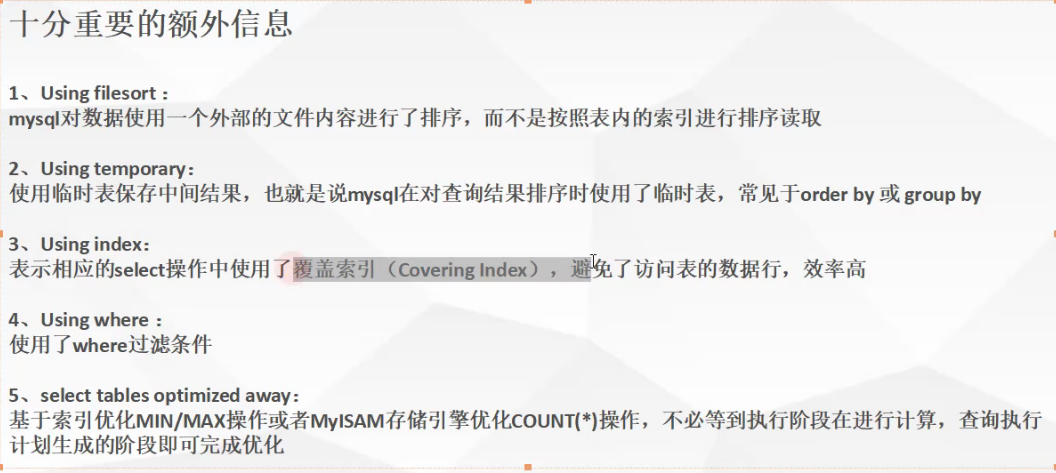 十分重要的额外信息
1、Using filesort：
mysql对数据使用一个外部的文件内容进行了排序，而不是按照表内的索引进行排序读取
2、Using temporary：
使用临时表保存中间结果，也就是说mysql在对查询结果排序时使用了临时表，常见于order by 或 group by
3、Using index：
表示相应的select操作中使用了覆盖索引（Covering Index），避免了访问表的数据行，效率高
4、Using where ：
使用了where过滤条件
5、select tables optimized away：
基于索引优化MIN/MAX操作或者MyISAM存储引擎优化COUNT(*)操作，不必等到执行阶段在进行计算，查询执行
计划生成的阶段即可完成优化